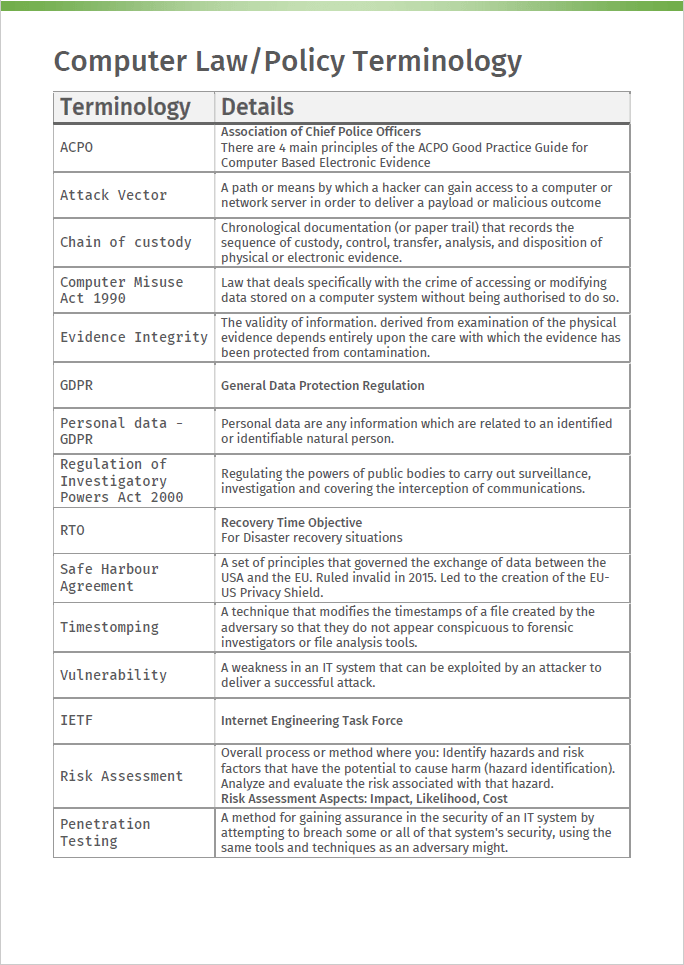 Computer Law/Policy Terminology
Terminology
Details
ACPO
Association of Chief Police Officers
There are 4 main principles of the ACPO Good Practice Guide for
Computer Based Electronic Evidence
Attack Vector
A path or means by which a hacker can gain access to a computer or
network server in order to deliver a payload or malicious outcome
Chain of custody
Chronological documentation (or paper trail) that records the
sequence of custody, control, transfer, analysis, and disposition of
physical or electronic evidence.
Computer Misuse
Act 1990
Law that deals specifically with the crime of accessing or modifying
data stored on a computer system without being authorised to do so.
Evidence Integrity
The validity of information. derived from examination of the physical
evidence depends entirely upon the care with which the evidence has
been protected from contamination.
GDPR
General Data Protection Regulation
Personal data -
GDPR
Personal data are any information which are related to an identified
or identifiable natural person.
Regulation of
Investigatory
Powers Act 2000
Regulating the powers of public bodies to carry out surveillance,
investigation and covering the interception of communications.
RTO
Recovery Time Objective
For Disaster recovery situations
Safe Harbour
Agreement
A set of principles that governed the exchange of data between the
USA and the EU. Ruled invalid in 2015. Led to the creation of the EU-
US Privacy Shield.
Timestomping
A technique that modifies the timestamps of a file created by the
adversary so that they do not appear conspicuous to forensic
investigators or file analysis tools.
Vulnerability
A weakness in an IT system that can be exploited by an attacker to
deliver a successful attack.
IETF
Internet Engineering Task Force
Risk Assessment
Overall process or method where you: Identify hazards and risk
factors that have the potential to cause harm (hazard identification).
Analyze and evaluate the risk associated with that hazard.
Risk Assessment Aspects: Impact, Likelihood, Cost
Penetration
Testing
A method for gaining assurance in the security of an IT system by
attempting to breach some or all of that system's security, using the
same tools and techniques as an adversary might.